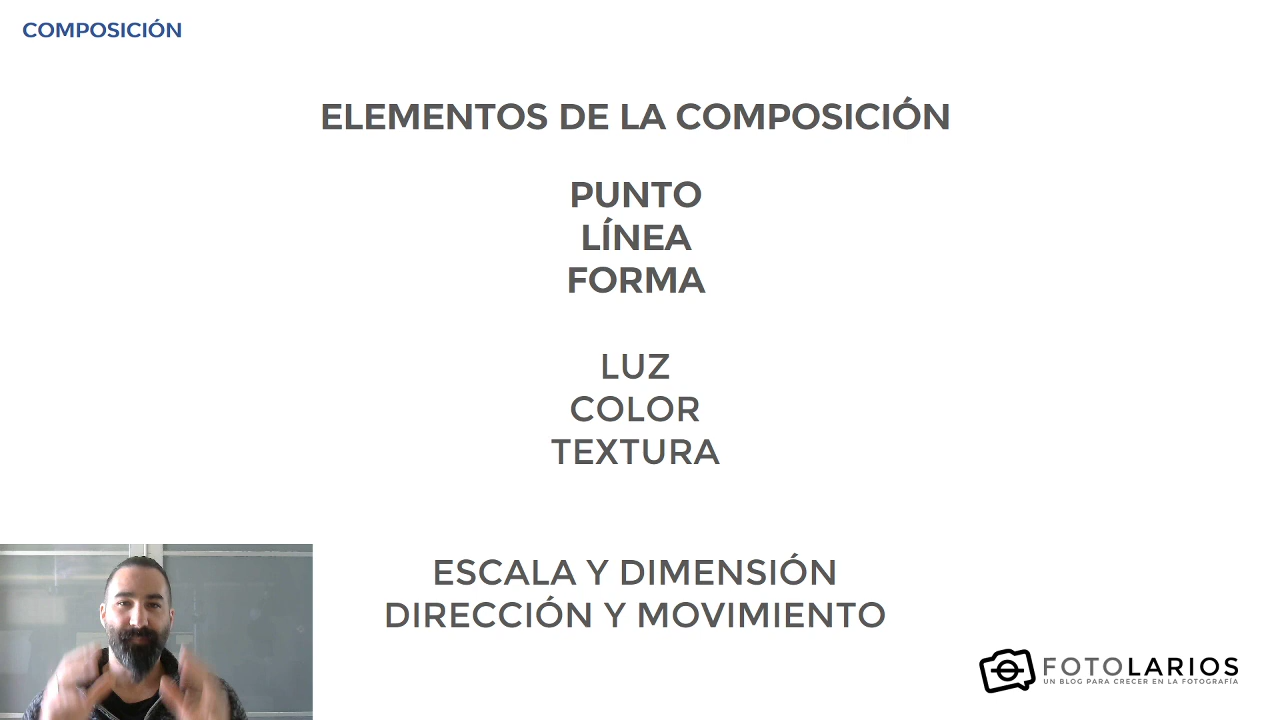 COMPOSICIÓN
ELEMENTOS DE LA COMPOSICIÓN
PUNTO
LÍNEA
FORMA
LUZ
COLOR
TEXTURA
ESCALA Y DIMENSIÓN
DIRECCIÓN Y MOVIMIENTO
FOTOLARIOS
UN BLOG PARA CRECER EN LA FOTOGRAFÍA